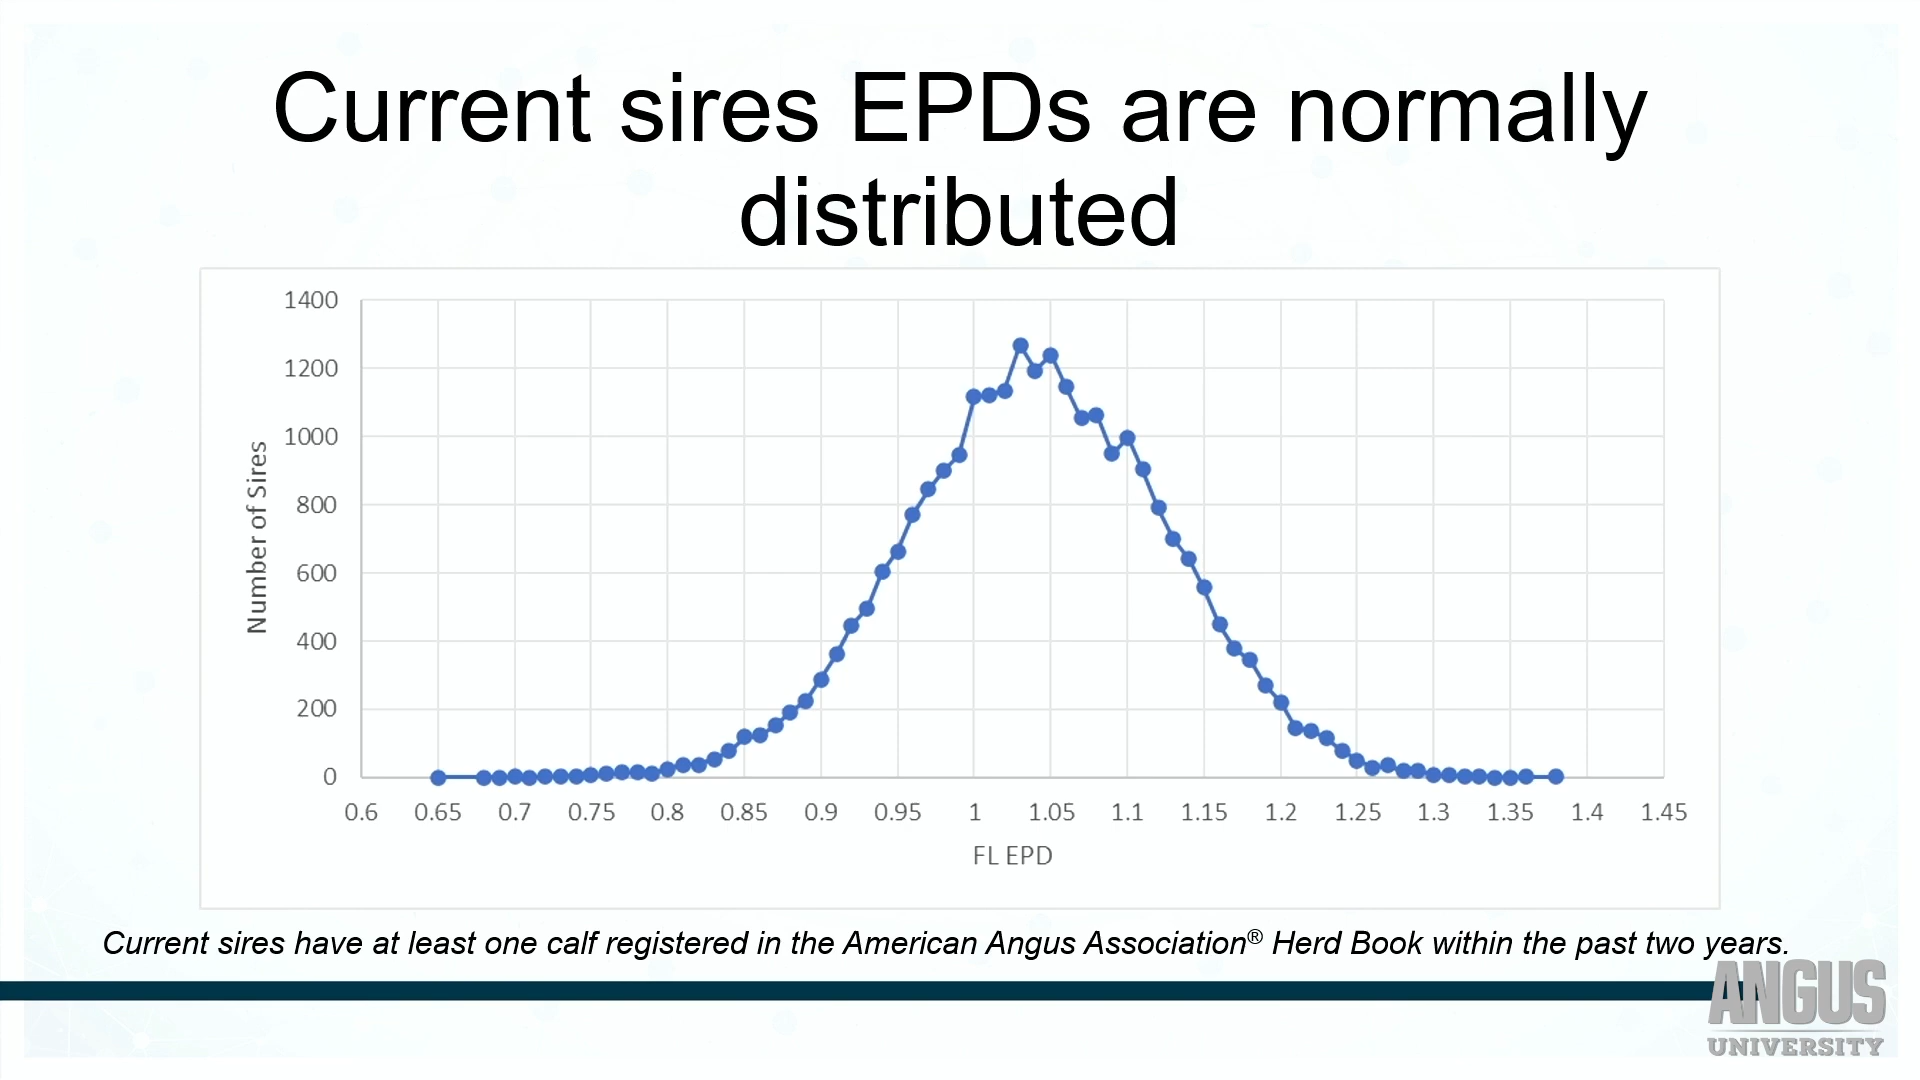 Current sires EPDs are normally
distributed
1400
1200
1000
800
600
400
200
0
Number of Sires
0.6 0.65 0.7 0.75 0.8 0.85 0.9 0.95 1 1.05 1.1 1.15 1.2 1.25 1.3 1.35 1.4 1.45
FL EPD
Current sires have at least one calf registered in the American Angus Association® Herd Book within the past two years.
ANGUS
UNIVERSITY